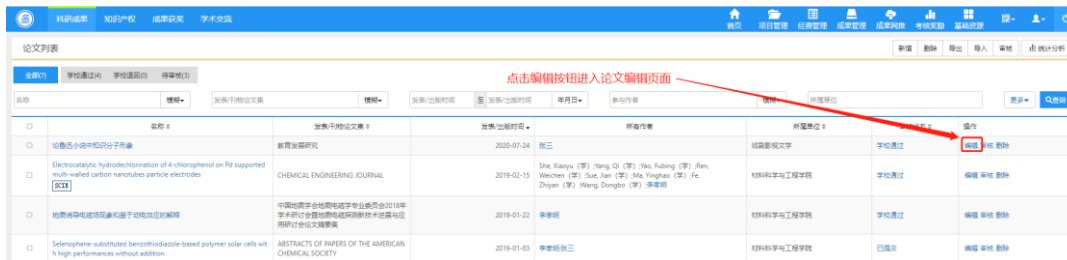 科研成果 知识产权 成果获奖 学术交流 首页 项目管理 经费管理 成果管理 成果网推 考核奖励 基础资源
论文列表 新增 删除 导出 导入 审核 统计分析
全部(7) 学校通过(4) 学校退回(0) 待审核(3)
点击编辑按钮进入论文编辑页面
名称 模糊 发表/刊物论文集 模糊 发表/出版时间 至 发表/出版时间 年月日 参与作者 模糊 所属单位 更多 查询
名称 发表/刊物论文集 发表/出版时间 所有作者 所属单位 操作
论鲁迅小说中知识分子形象 教育发展研究 2020-07-24 张三 戏剧影视文学 学校通过 编辑 审核 删除
Electrocatalytic hydrodechlorination of 4-chlorophenol on Pd supported
multi-walled carbon nanotubes particle electrodes
SCIE
CHEMICAL ENGINEERING JOURNAL 2019-02-15
She, Xiaoyu（学）;Yang, Qi（学）;Yao, Fubing（学）;Ren,
Weichen（学）;Sue, Jian（学）;Ma, Yinghao（学）;Fe,
Zhiyan（学）;Wang, Dongbo（学）;李孝明
材料科学与工程学院 学校通过 编辑 审核 删除
地震诱导电磁场现象和基于动电效应的解释
中国地震学会地震电磁学专业委员会2018年
学术研讨会暨地震电磁探测新技术进展与应
用研讨会论文摘要集
2019-01-22 李孝明 材料科学与工程学院 学校通过 编辑 审核 删除
Selenophene-substituted benzothiodiazole-based polymer solar cells wit
h high performances without addition
ABSTRACTS OF PAPERS OF THE AMERICAN
CHEMICAL SOCIETY
2019-01-03 李孝明;张三 材料科学与工程学院 已提交 编辑 审核 删除